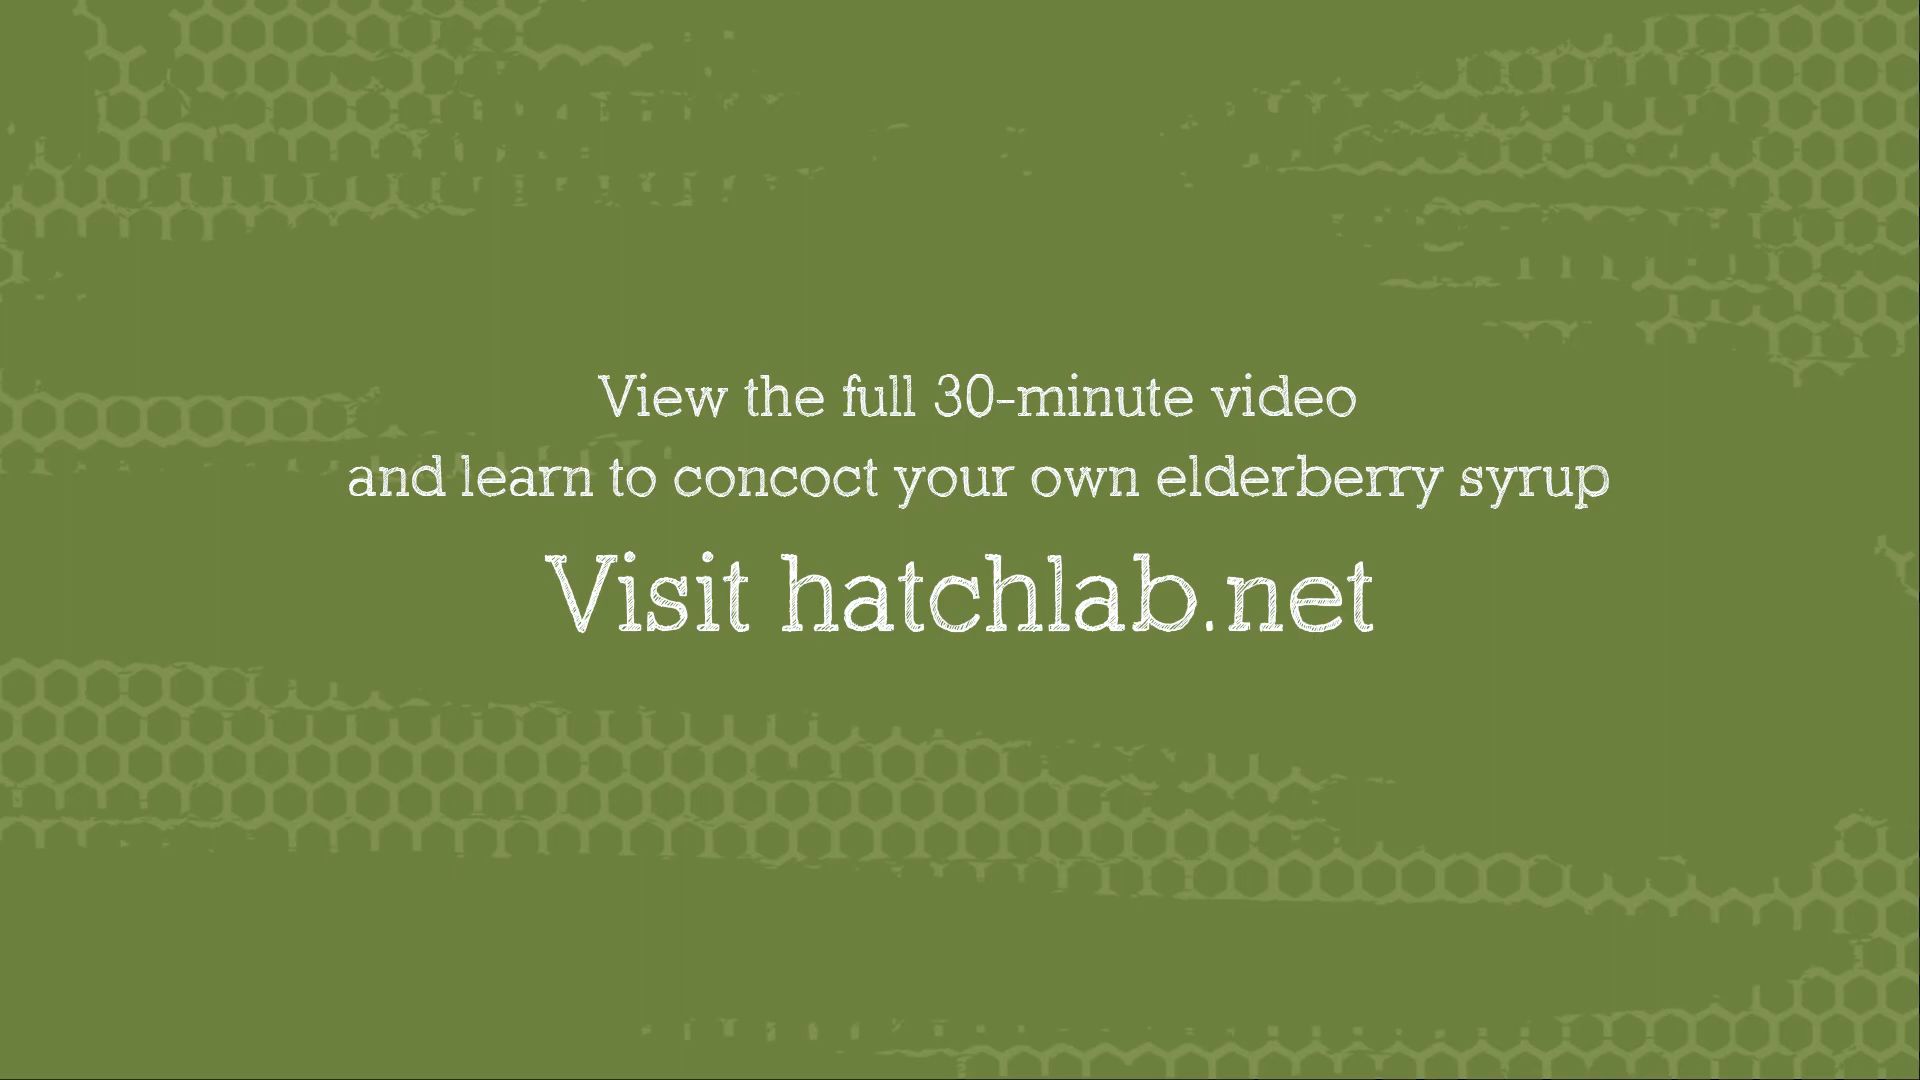 View the full 30-minute video
and learn to concoct your own elderberry syrup
Visit hatchlab.net